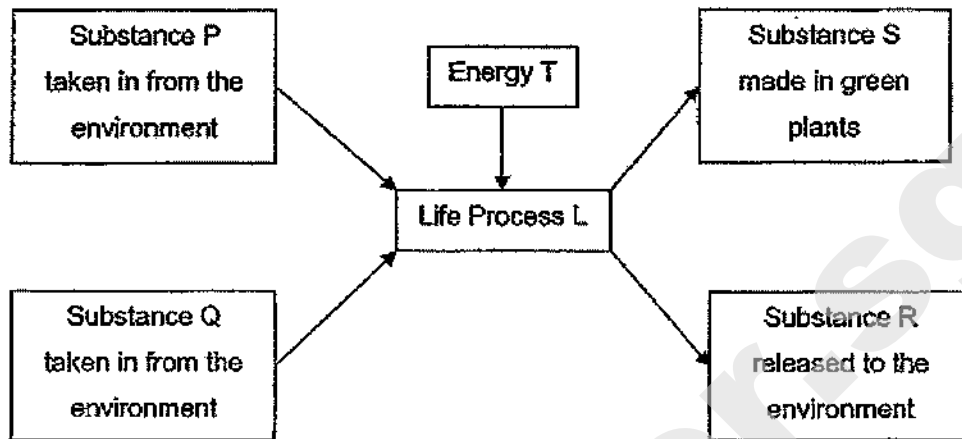 Substance P
taken in from the
environment
Energy T
Substance S
made in green
plants
Life Process L
Substance Q
taken in from the
environment
Substance R
released to the
environment